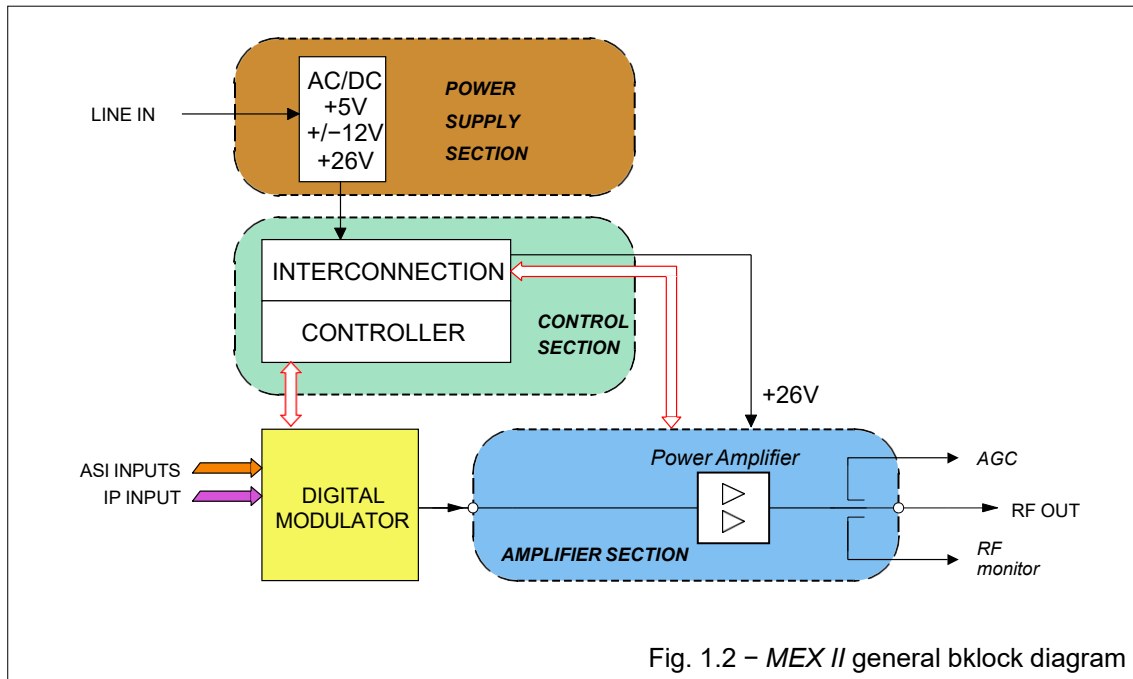 LINE IN
AC/DC
+5V
+/−12V
+26V
POWER
SUPPLY
SECTION
INTERCONNECTION
CONTROLLER
CONTROL
SECTION
+26V
ASI INPUTS
IP INPUT
DIGITAL
MODULATOR
Power Amplifier
AMPLIFIER SECTION
AGC
RF OUT
RF
monitor
Fig. 1.2 − MEX II general bklock diagram